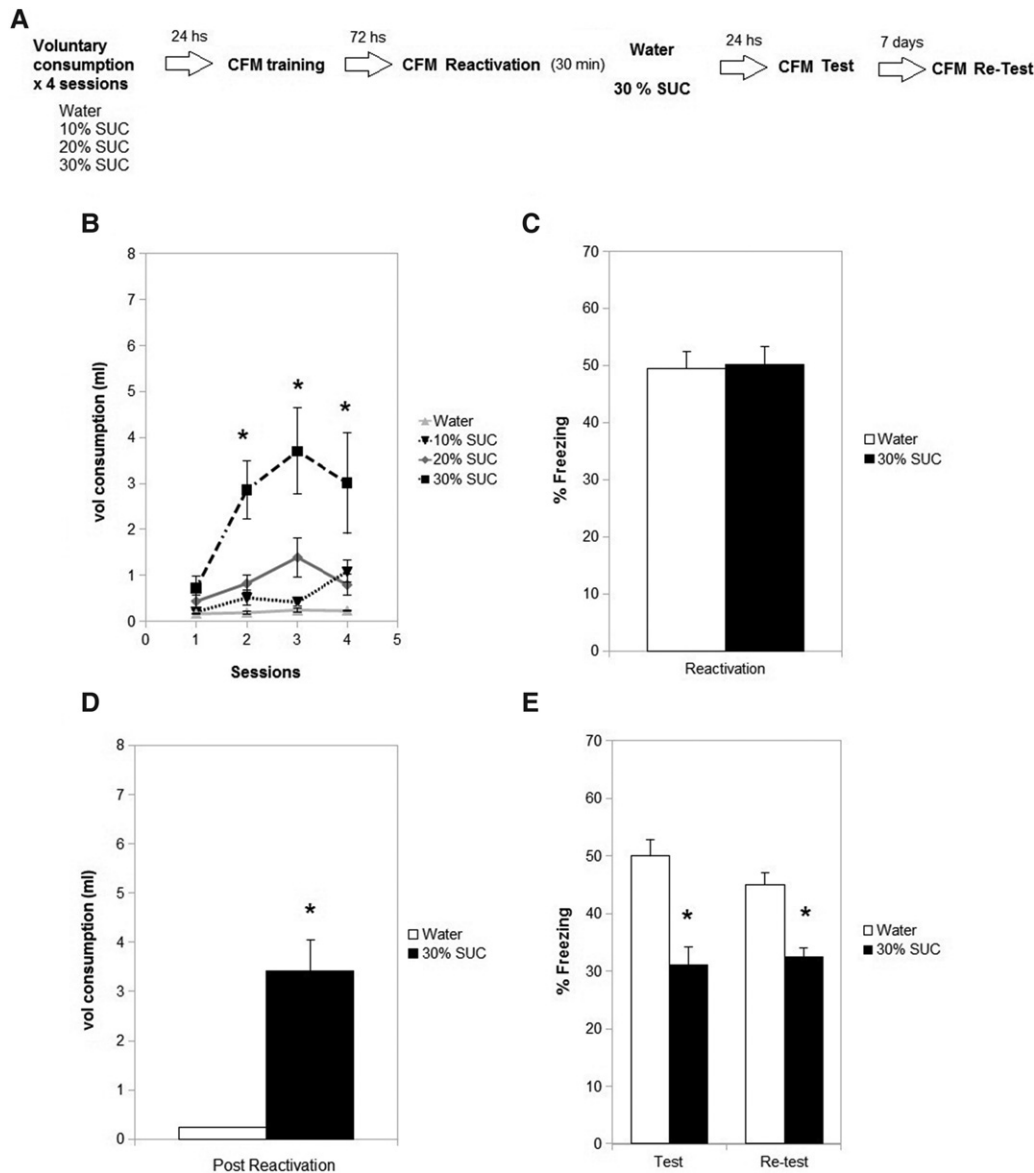 A
Voluntary consumption x 4 sessions
Water
10% SUC
20% SUC
30% SUC
24 hs
CFM training
72 hs
CFM Reactivation
(30 min)
Water
30 % SUC
24 hs
CFM Test
7 days
CFM Re-Test
B
vol consumption (ml)
8
7
6
5
4
3
2
1
0
*
*
*
0
1
2
3
4
5
Sessions
Water
10% SUC
20% SUC
30% SUC
C
% Freezing
70
60
50
40
30
20
10
0
Reactivation
Water
30% SUC
D
vol consumption (ml)
8
7
6
5
4
3
2
1
0
*
Post Reactivation
Water
30% SUC
E
% Freezing
70
60
50
40
30
20
10
0
*
*
Test
Re-test
Water
30% SUC